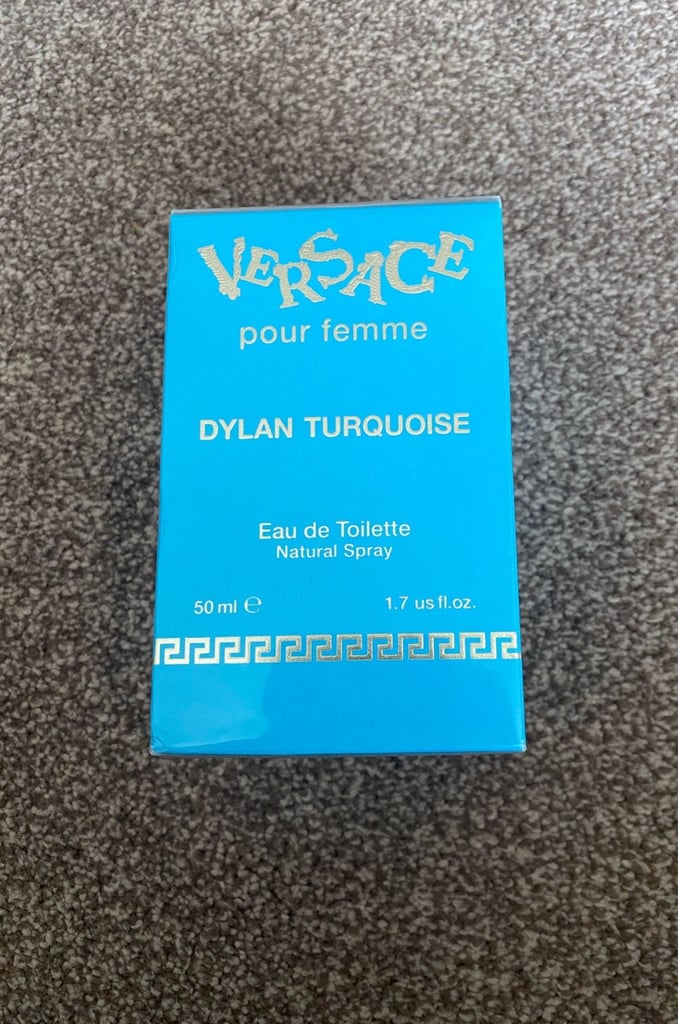 VERSACE
pour femme
DYLAN TURQUOISE
Eau de Toilette
Natural Spray
50 ml ℮ 1.7 us fl.oz.